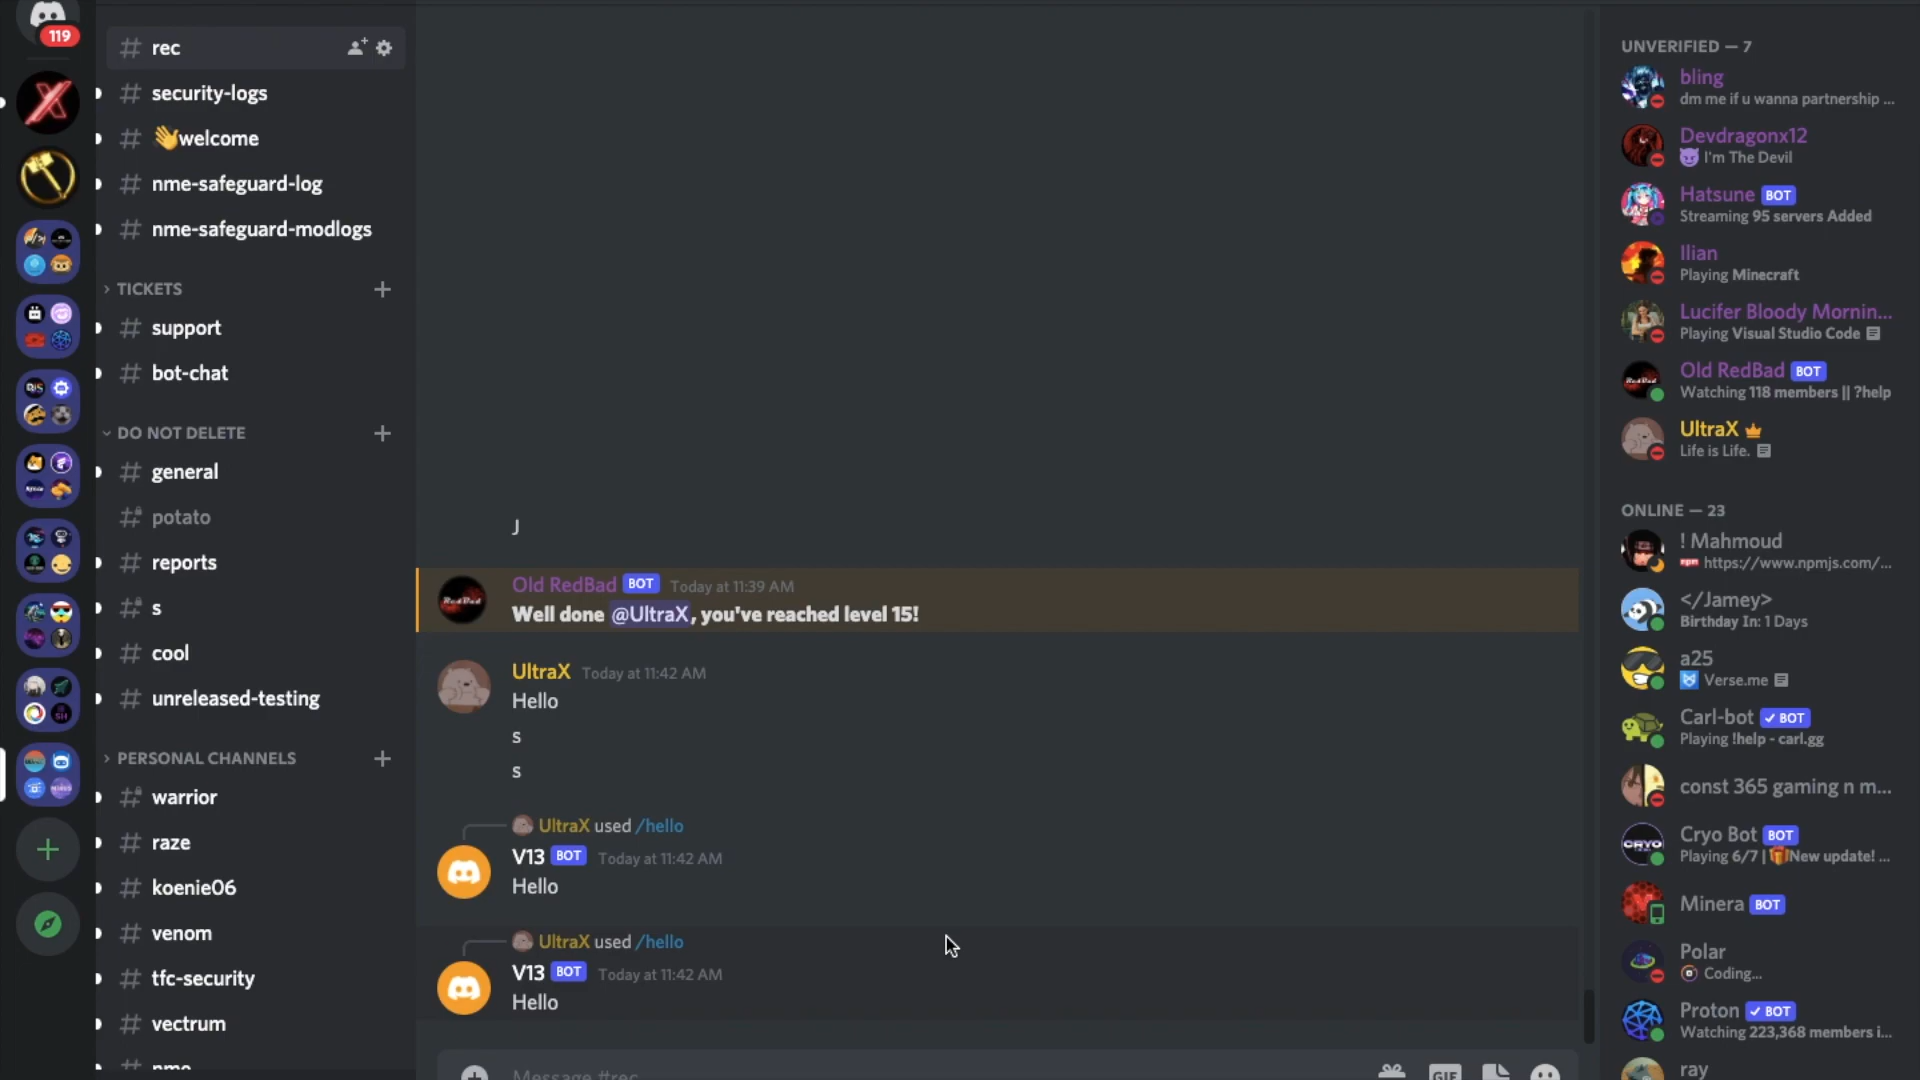 119
rec
security-logs
👋welcome
nme-safeguard-log
nme-safeguard-modlogs
TICKETS
support
bot-chat
DO NOT DELETE
general
potato
reports
s
cool
unreleased-testing
PERSONAL CHANNELS
warrior
raze
koenie06
venom
tfc-security
vectrum
nme
J
Old RedBad BOT Today at 11:39 AM
Well done @UltraX, you've reached level 15!
UltraX Today at 11:42 AM
Hello
s
s
UltraX used /hello
V13 BOT Today at 11:42 AM
Hello
UltraX used /hello
V13 BOT Today at 11:42 AM
Hello
Message #rec
GIF
UNVERIFIED — 7
bling
dm me if u wanna partnership ...
Devdragonx12
😈 I'm The Devil
Hatsune BOT
Streaming 95 servers Added
Ilian
Playing Minecraft
Lucifer Bloody Mornin...
Playing Visual Studio Code
Old RedBad BOT
Watching 118 members || ?help
UltraX
Life is Life.
ONLINE — 23
! Mahmoud
npm https://www.npmjs.com/...
</Jamey>
Birthday In: 1 Days
a25
Verse.me
Carl-bot ✓ BOT
Playing !help - carl.gg
const 365 gaming n m...
Cryo Bot BOT
Playing 6/7 | 🎁New update! ...
Minera BOT
Polar
Coding...
Proton ✓ BOT
Watching 223,368 members i...
ray